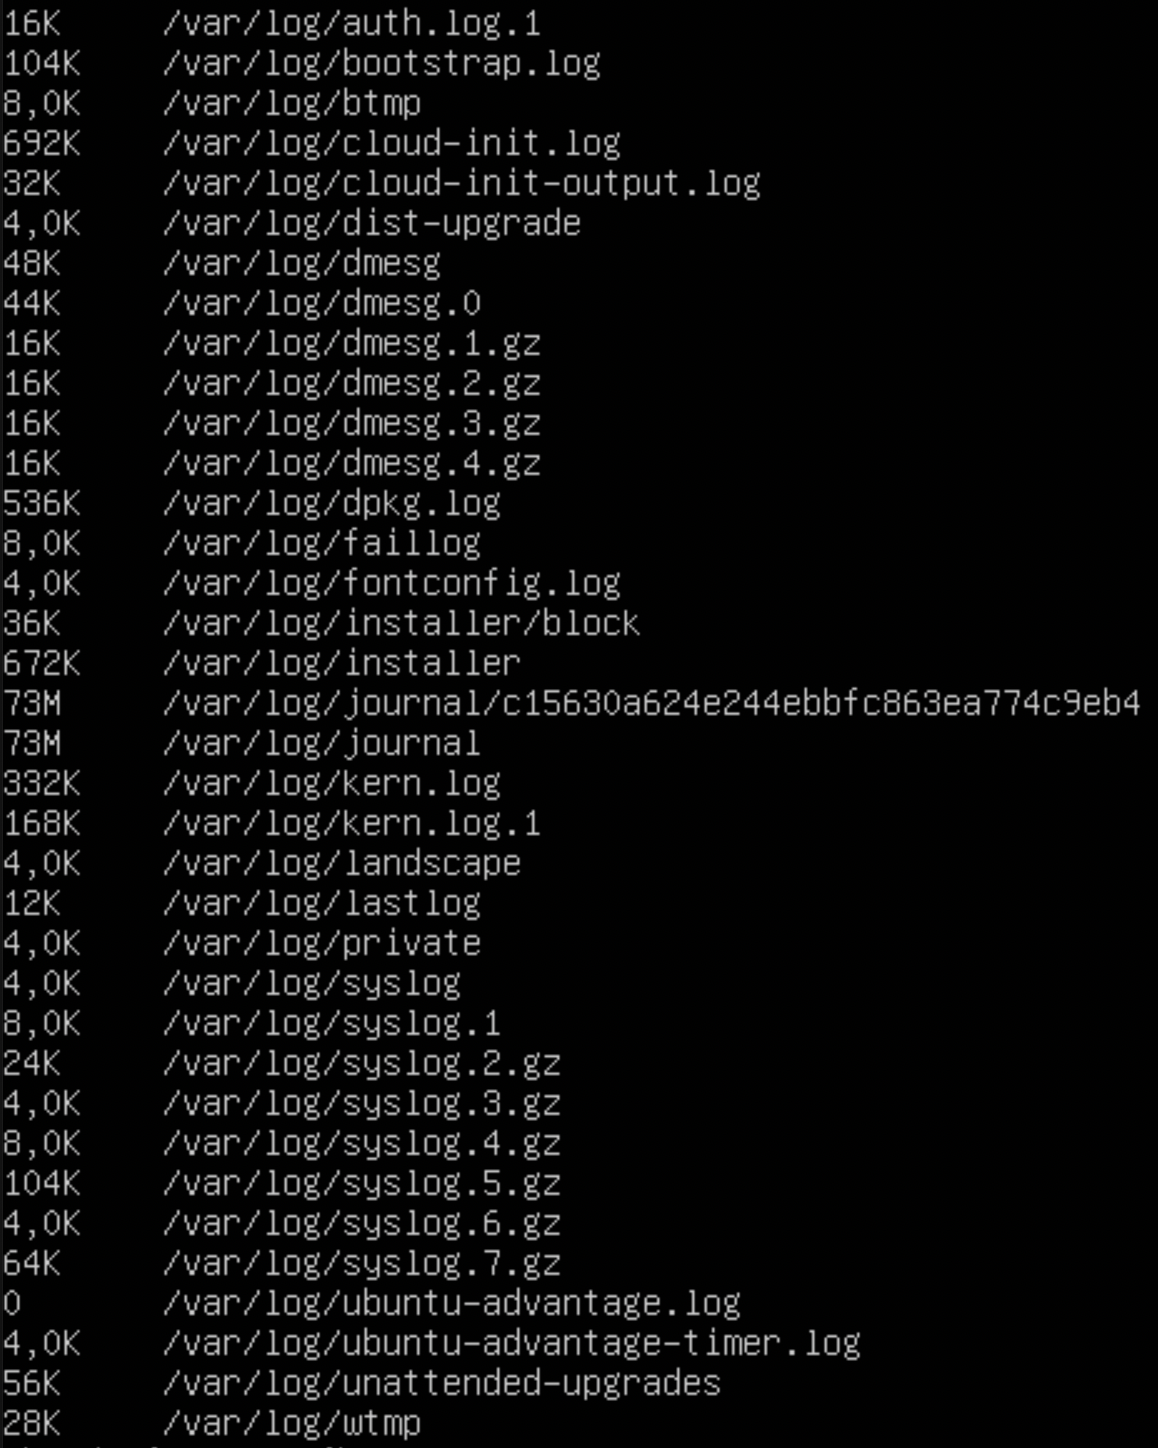 16K /var/log/auth.log.1
104K /var/log/bootstrap.log
8,0K /var/log/btmp
692K /var/log/cloud-init.log
32K /var/log/cloud-init-output.log
4,0K /var/log/dist-upgrade
48K /var/log/dmesg
44K /var/log/dmesg.0
16K /var/log/dmesg.1.gz
16K /var/log/dmesg.2.gz
16K /var/log/dmesg.3.gz
16K /var/log/dmesg.4.gz
536K /var/log/dpkg.log
8,0K /var/log/faillog
4,0K /var/log/fontconfig.log
36K /var/log/installer/block
672K /var/log/installer
73M /var/log/journal/c15630a624e244ebbfc863ea774c9eb4
73M /var/log/journal
332K /var/log/kern.log
168K /var/log/kern.log.1
4,0K /var/log/landscape
12K /var/log/lastlog
4,0K /var/log/private
4,0K /var/log/syslog
8,0K /var/log/syslog.1
24K /var/log/syslog.2.gz
4,0K /var/log/syslog.3.gz
8,0K /var/log/syslog.4.gz
104K /var/log/syslog.5.gz
4,0K /var/log/syslog.6.gz
64K /var/log/syslog.7.gz
0 /var/log/ubuntu-advantage.log
4,0K /var/log/ubuntu-advantage-timer.log
56K /var/log/unattended-upgrades
28K /var/log/wtmp